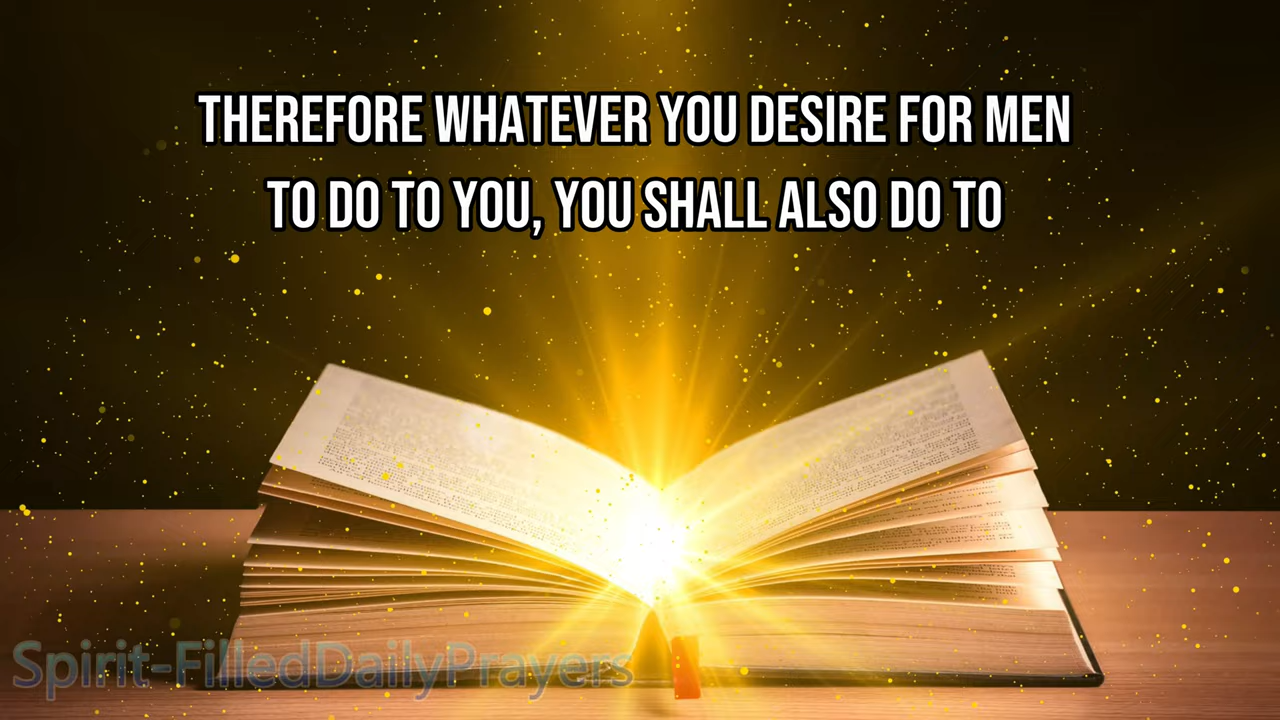 THEREFORE WHATEVER YOU DESIRE FOR MEN
TO DO TO YOU, YOU SHALL ALSO DO TO
Spirit-FilledDailyPrayers